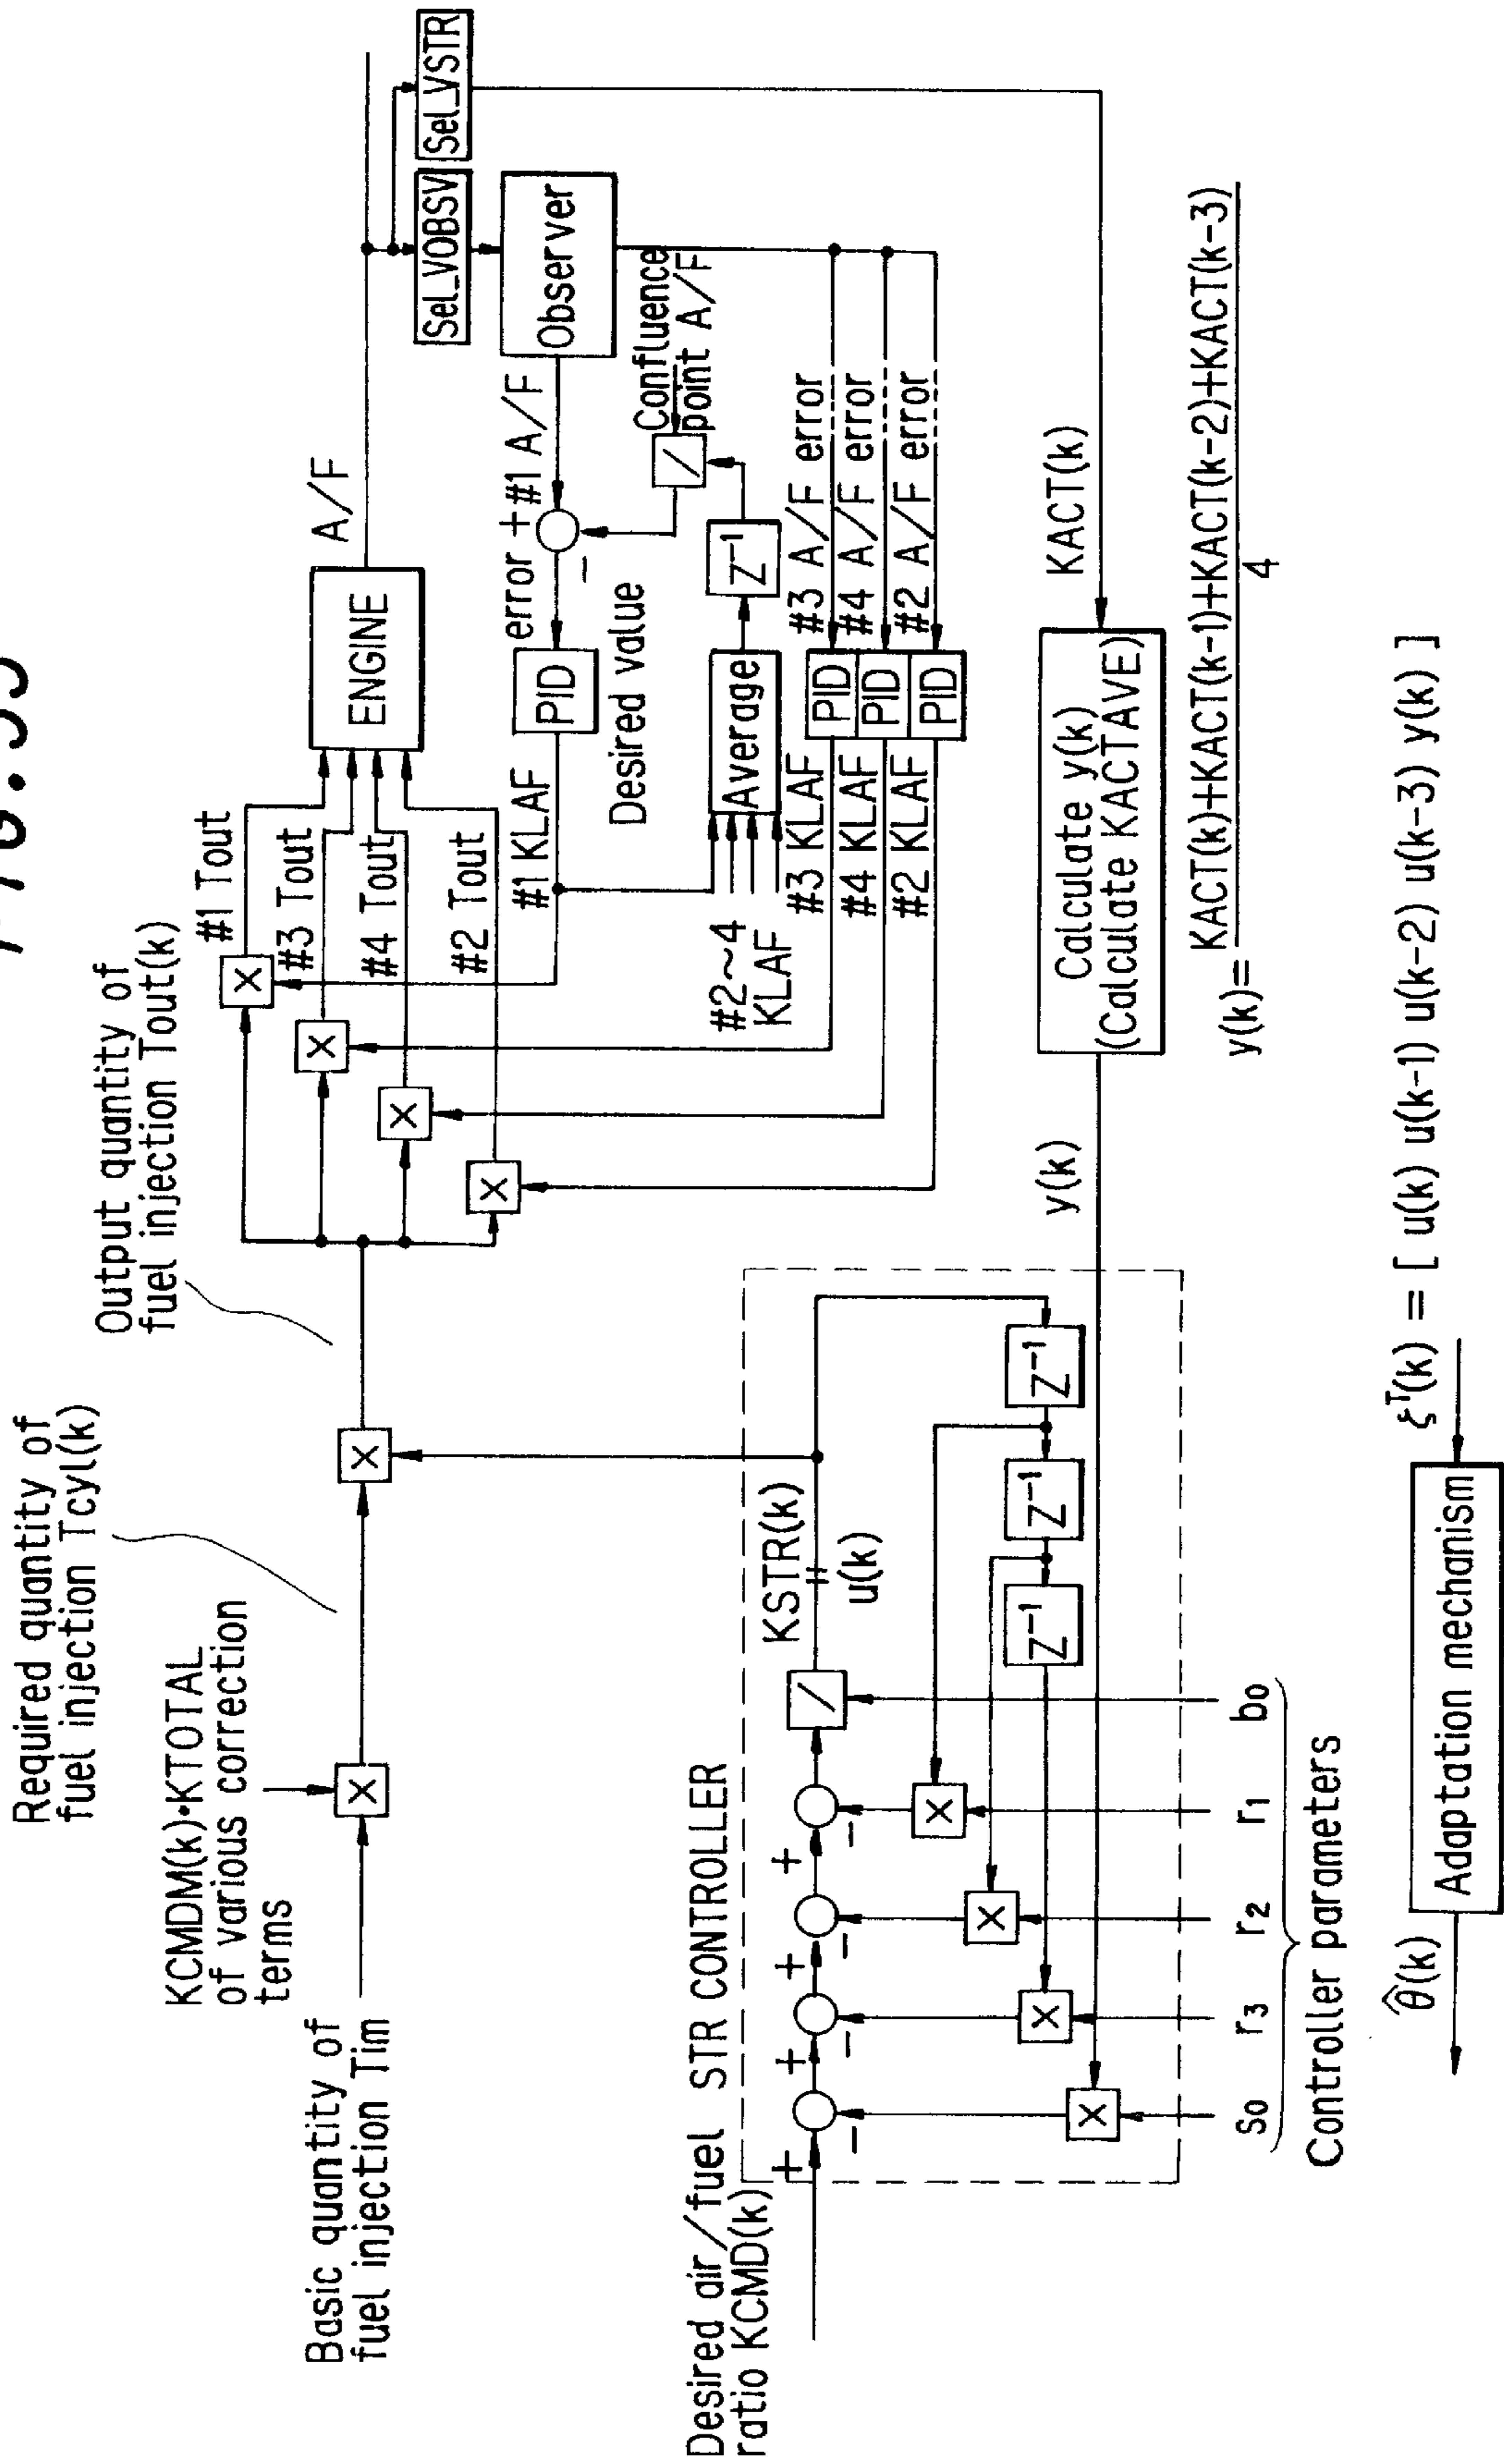 Required quantity of
fuel injection Tcyl(k)
Output quantity of
fuel injection Tout(k)
KCMDM(k)·KTOTAL
of various correction
terms
Basic quantity of
fuel injection Tim
×
×
×
×
×
×
#1 Tout
#3 Tout
#4 Tout
#2 Tout
ENGINE
A/F
Sel_VOBSV
Sel_VSTR
Observer
#1 A/F
+
error
−
PID
#1 KLAF
Desired value
Confluence
point A/F
/
Z⁻¹
Average
#2~4
KLAF
#3 A/F error
#4 A/F error
#2 A/F error
PID
PID
PID
#3 KLAF
#4 KLAF
#2 KLAF
Desired air/fuel
ratio KCMD(k)
STR CONTROLLER
+
−
+
−
+
−
+
−
/
KSTR(k)
=
u(k)
Z⁻¹
Z⁻¹
Z⁻¹
×
×
×
×
s0
r3
r2
r1
b0
Controller parameters
y(k)
Calculate y(k)
(Calculate KACTAVE)
KACT(k)
y(k)= KACT(k)+KACT(k-1)+KACT(k-2)+KACT(k-3)
4
θ̂(k)
Adaptation mechanism
ξᵀ(k) = [ u(k) u(k-1) u(k-2) u(k-3) y(k) ]